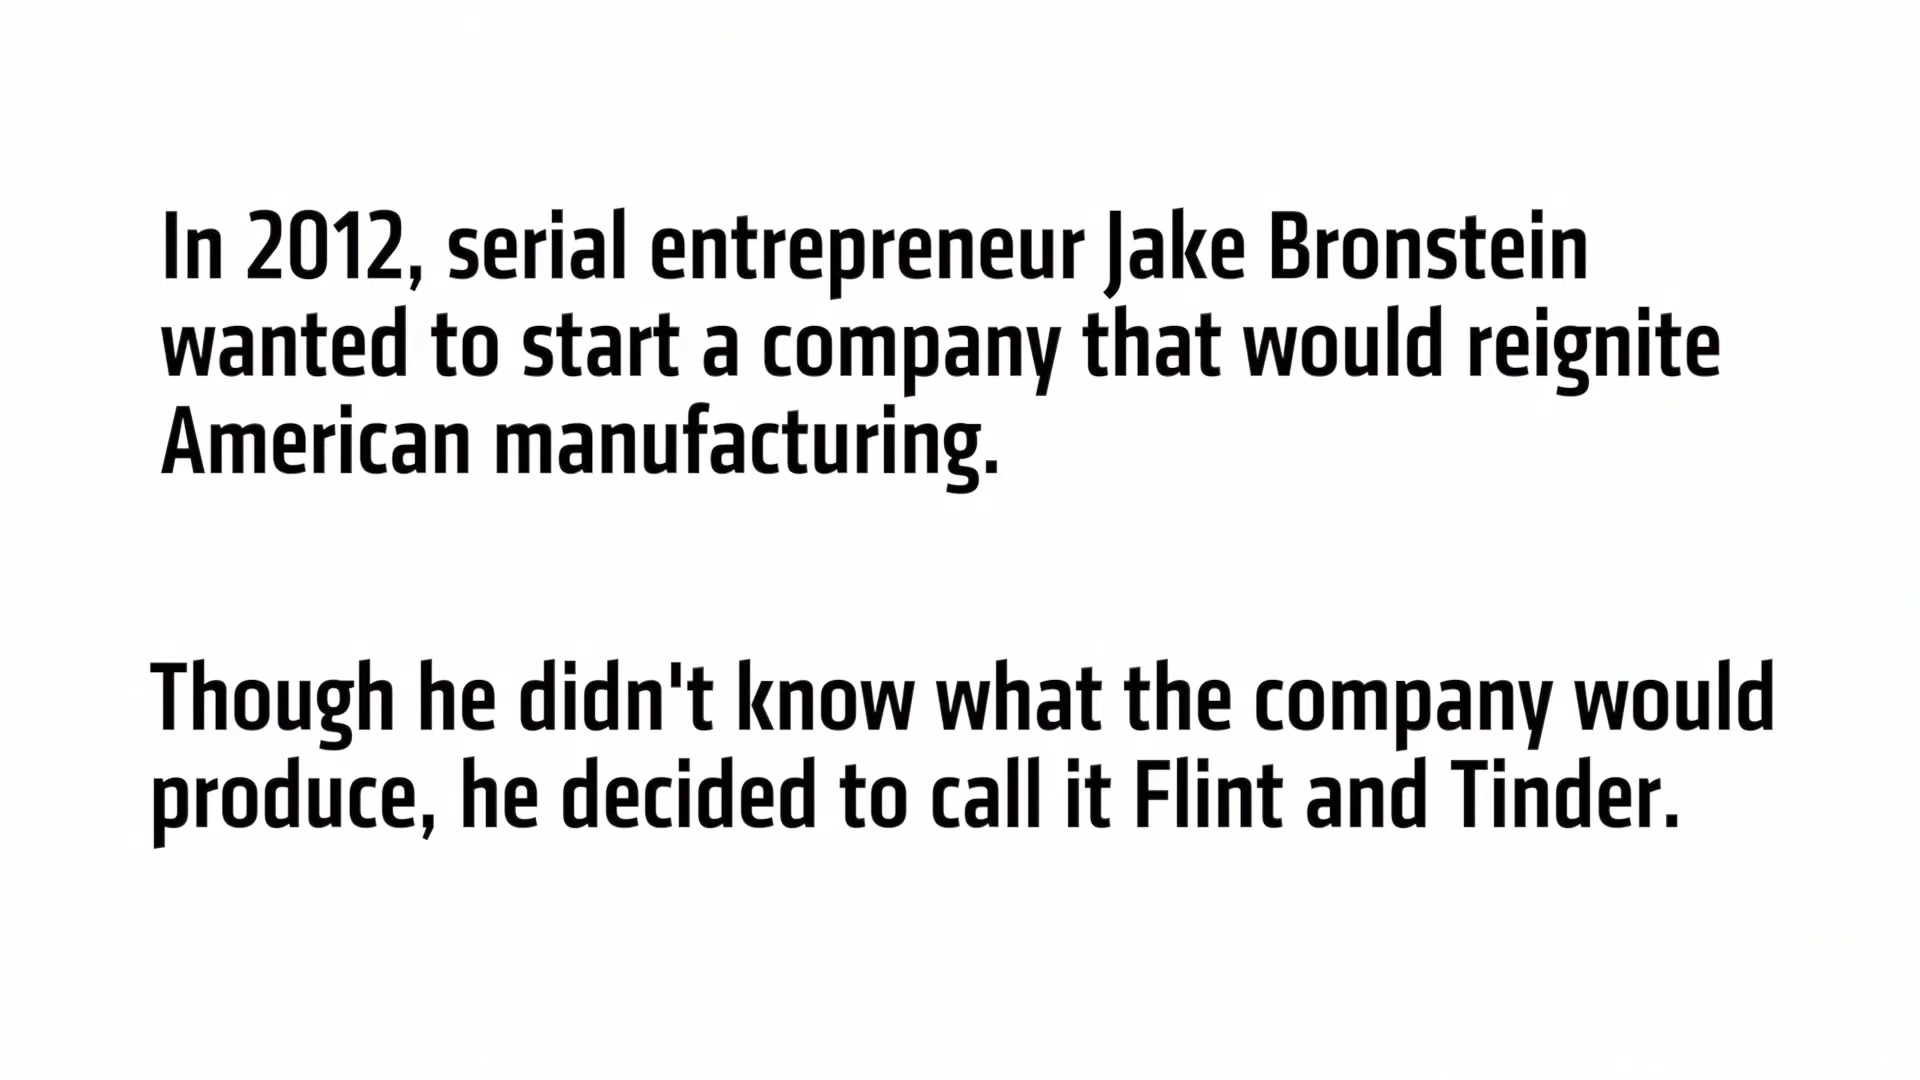 In 2012, serial entrepreneur Jake Bronstein
wanted to start a company that would reignite
American manufacturing.
Though he didn't know what the company would
produce, he decided to call it Flint and Tinder.